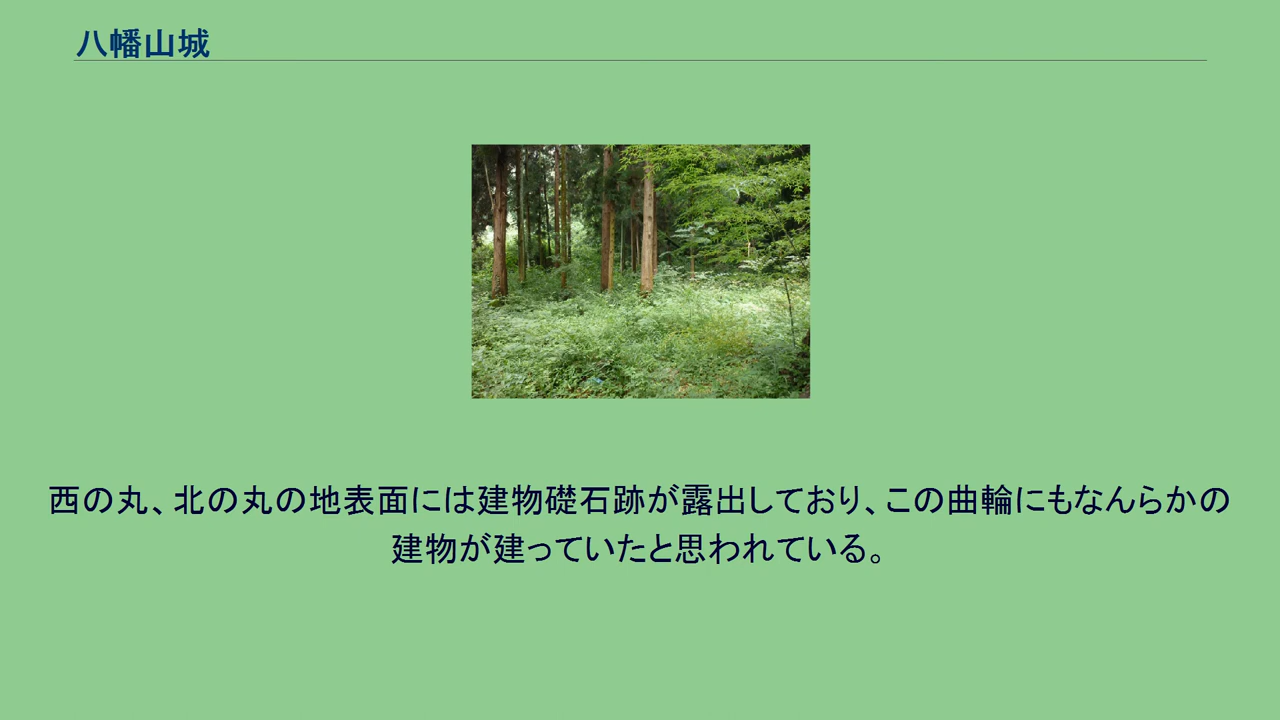 八幡山城
西の丸、北の丸の地表面には建物礎石跡が露出しており、この曲輪にもなんらかの
建物が建っていたと思われている。